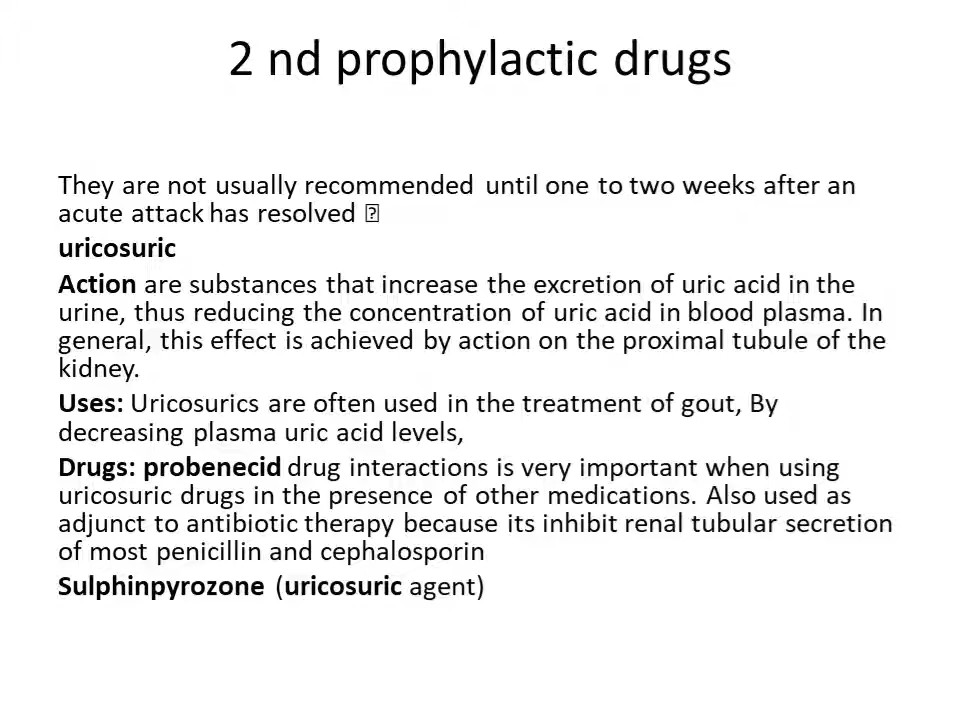 2 nd prophylactic drugs
They are not usually recommended until one to two weeks after an
acute attack has resolved
uricosuric
Action are substances that increase the excretion of uric acid in the
urine, thus reducing the concentration of uric acid in blood plasma. In
general, this effect is achieved by action on the proximal tubule of the
kidney.
Uses: Uricosurics are often used in the treatment of gout, By
decreasing plasma uric acid levels,
Drugs: probenecid drug interactions is very important when using
uricosuric drugs in the presence of other medications. Also used as
adjunct to antibiotic therapy because its inhibit renal tubular secretion
of most penicillin and cephalosporin
Sulphinpyrozone (uricosuric agent)